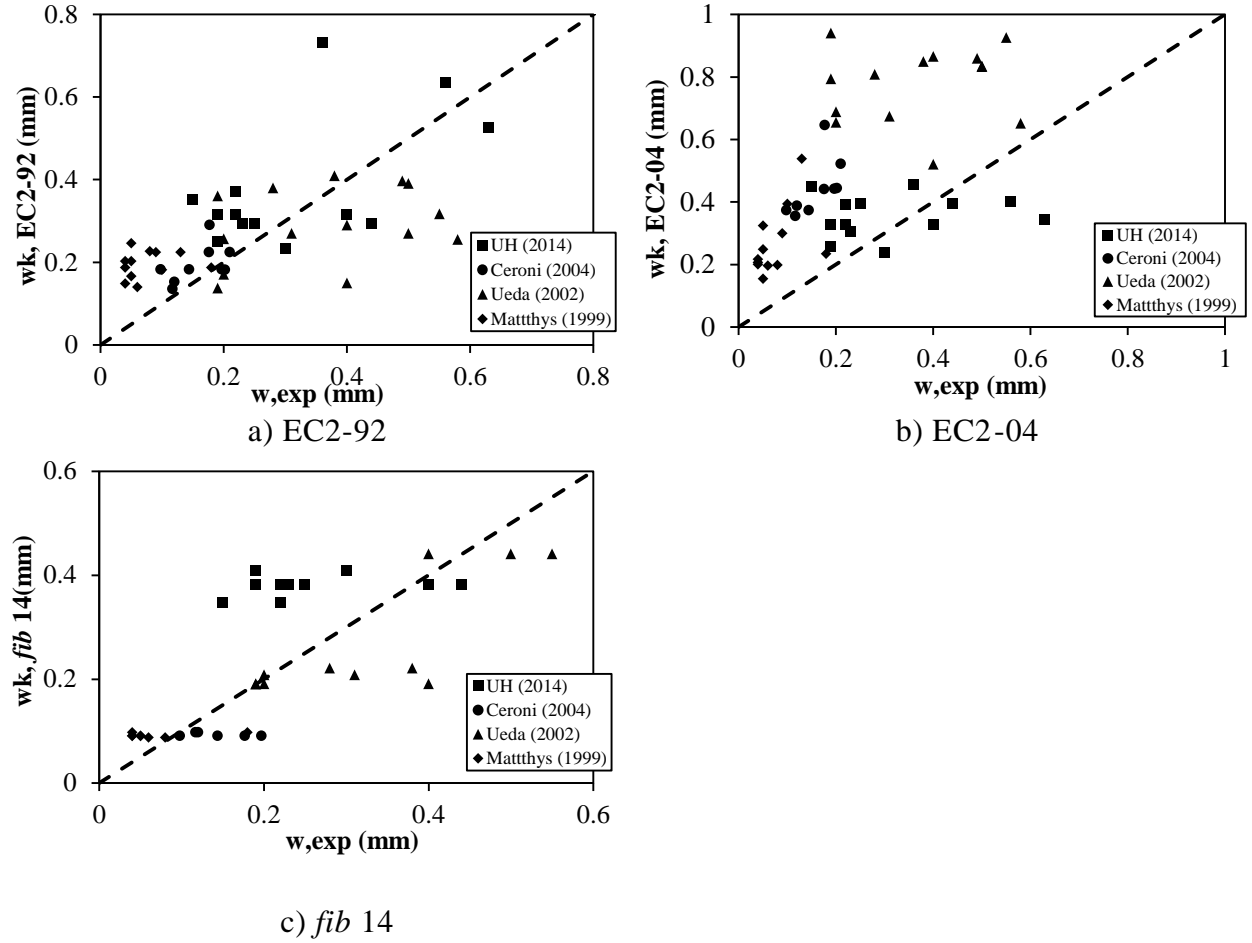 0.8
0.6
0.4
0.2
0
0 0.2 0.4 0.6 0.8
wk, EC2-92 (mm)
w,exp (mm)
UH (2014)
Ceroni (2004)
Ueda (2002)
Mattthys (1999)
a) EC2-92
1
0.8
0.6
0.4
0.2
0
0 0.2 0.4 0.6 0.8 1
wk, EC2-04 (mm)
w,exp (mm)
UH (2014)
Ceroni (2004)
Ueda (2002)
Mattthys (1999)
b) EC2-04
0.6
0.4
0.2
0
0 0.2 0.4 0.6
wk, fib 14(mm)
w,exp (mm)
UH (2014)
Ceroni (2004)
Ueda (2002)
Mattthys (1999)
c) fib 14